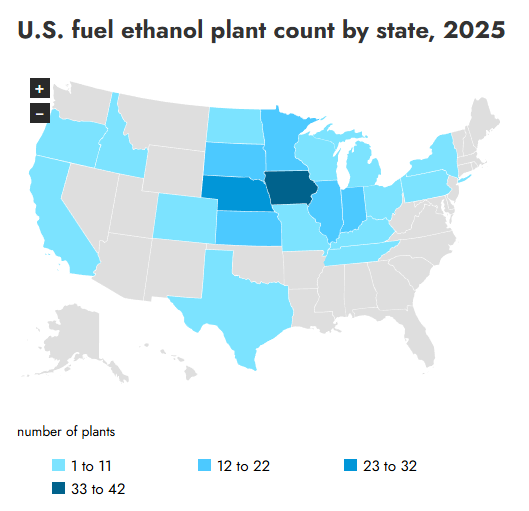 U.S. fuel ethanol plant count by state, 2025
+
−
number of plants
1 to 11 12 to 22 23 to 32
33 to 42